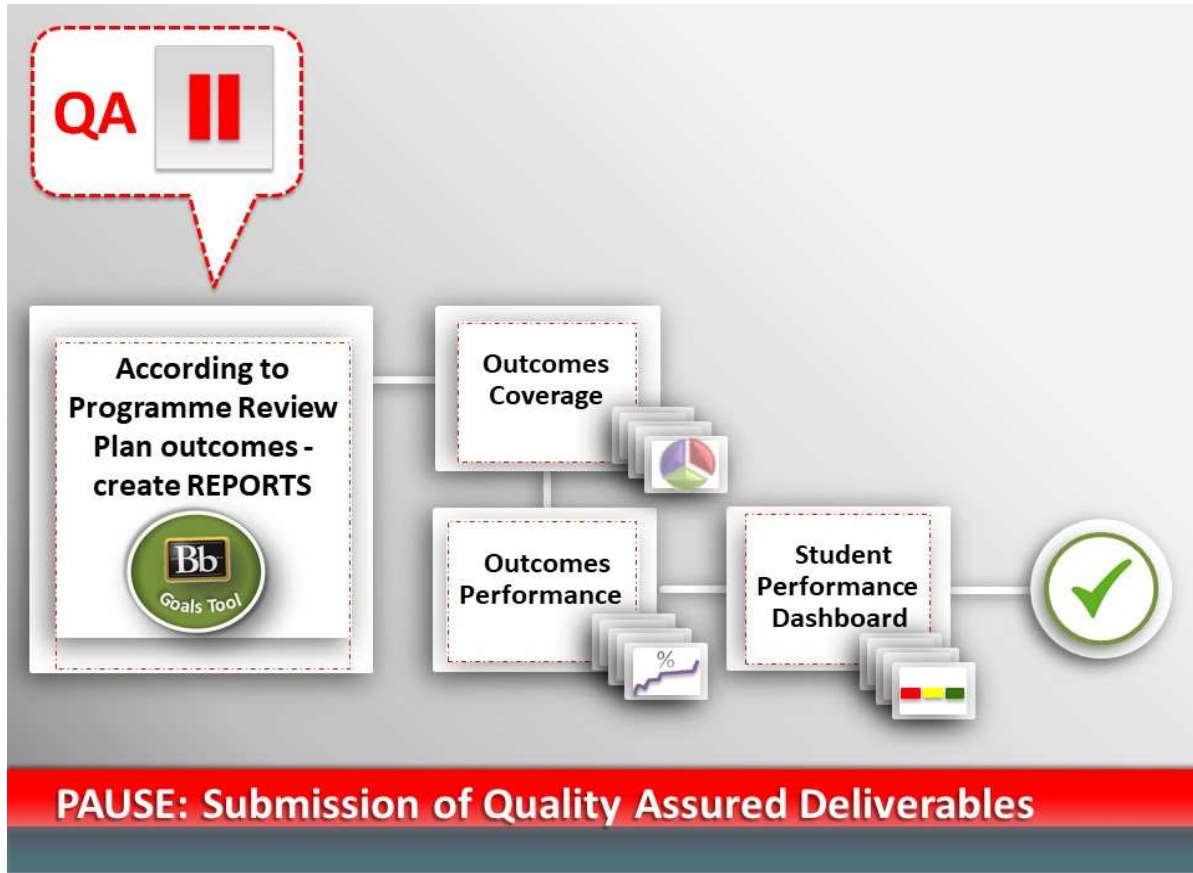 QA
According to
Programme Review
Plan outcomes -
create REPORTS
Bb
Goals Tool
Outcomes
Coverage
Outcomes
Performance
%
Student
Performance
Dashboard
PAUSE: Submission of Quality Assured Deliverables